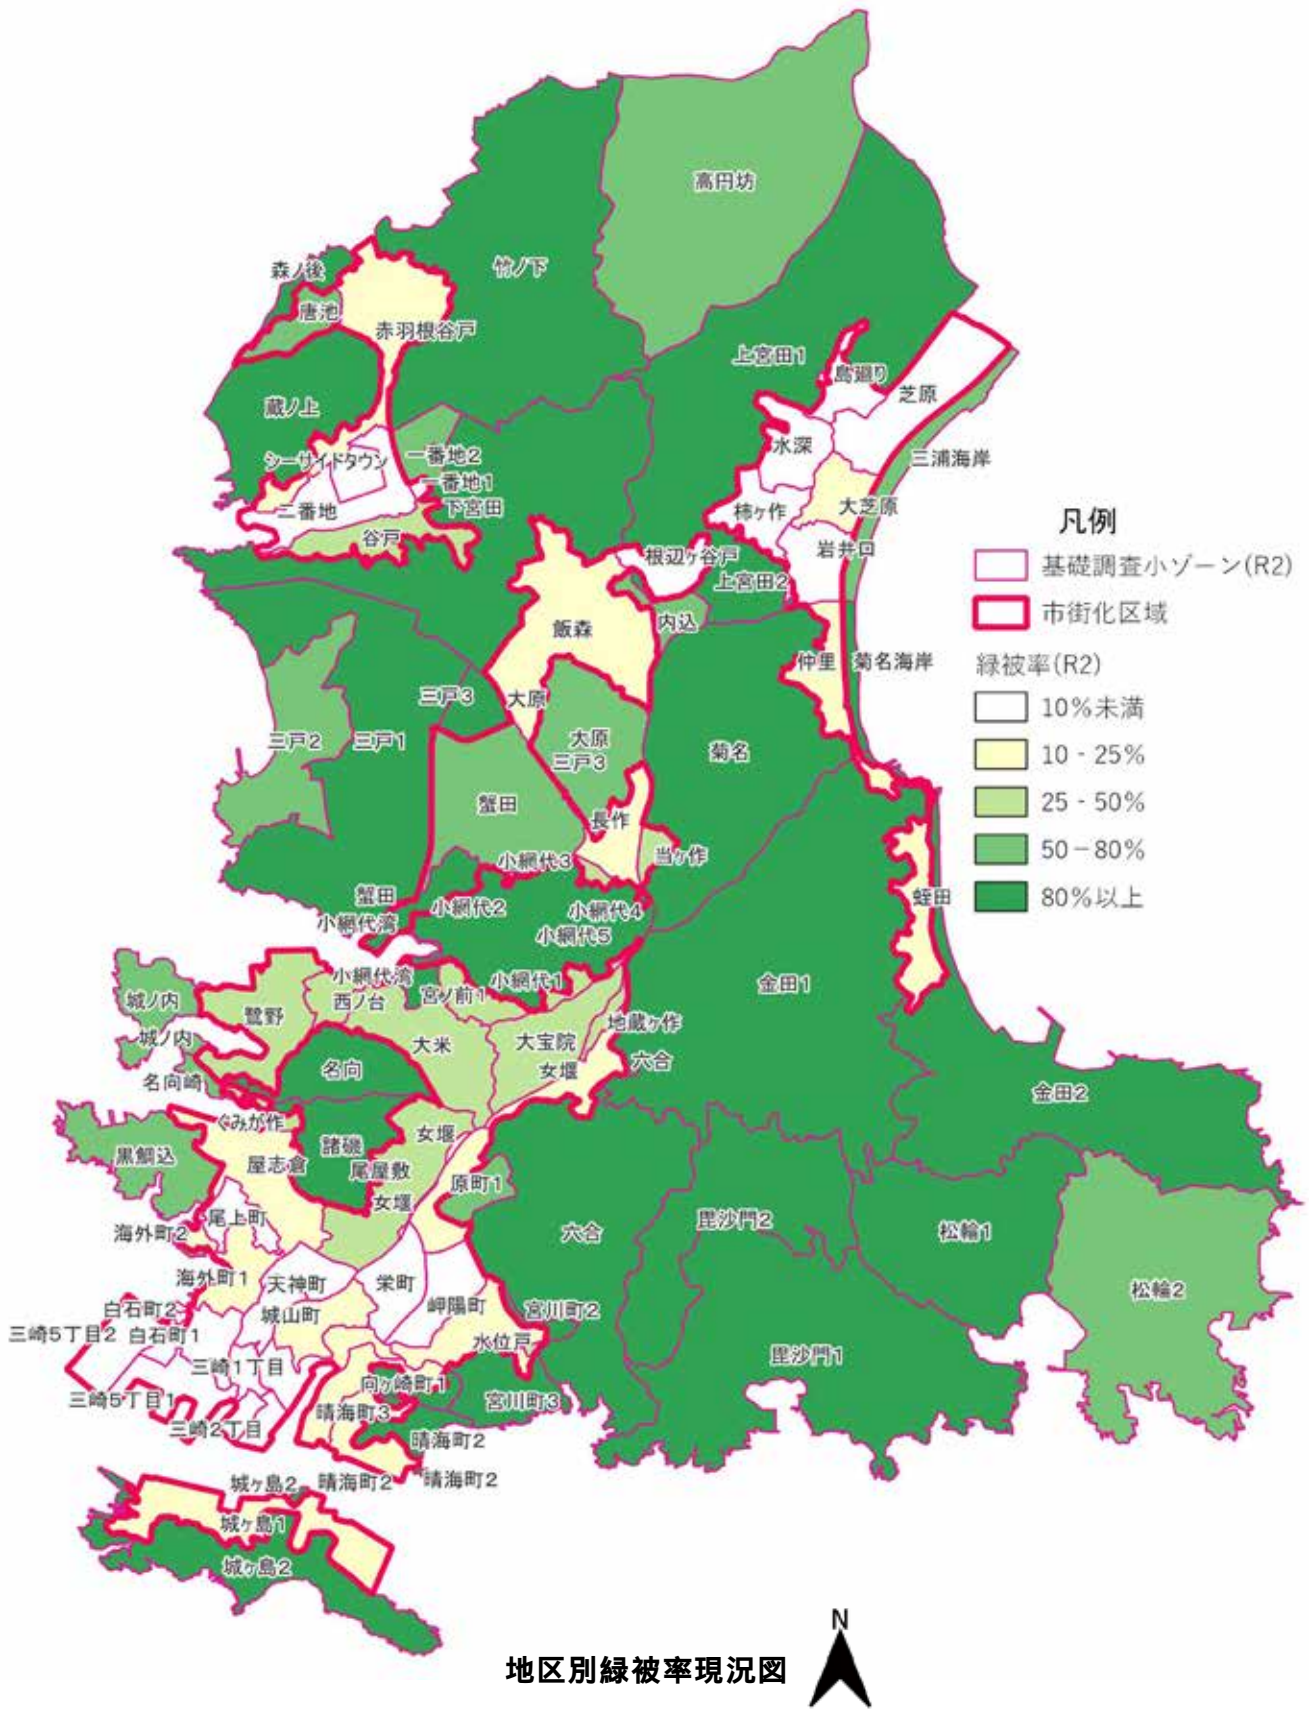 高円坊
森ノ後
竹ノ下
唐池
赤羽根谷戸
上宮田1
島廻り
芝原
蔵ノ上
水深
三浦海岸
シーサイドタウン
一番地2
一番地1
下宮田
二番地
谷戸
柿ヶ作
大芝原
岩井口
根辺ヶ谷戸
上宮田2
凡例
基礎調査小ゾーン(R2)
市街化区域
緑被率(R2)
10%未満
10 - 25%
25 - 50%
50－80%
80%以上
飯森
内込
仲里
菊名海岸
三戸3
大原
三戸2
三戸1
大原
三戸3
菊名
蟹田
長作
小網代3
当ヶ作
蟹田
小網代湾
小網代2
小網代4
小網代5
蛭田
小網代湾
西ノ台
宮ノ前1
小網代1
金田1
城ノ内
鷺野
城ノ内
大米
大宝院
地蔵ヶ作
名向
女堰
六合
名向崎
金田2
ぐみが作
諸磯
女堰
黒鯛込
屋志倉
尾屋敷
原町1
女堰
尾上町
海外町2
六合
毘沙門2
松輪1
海外町1
天神町
栄町
松輪2
白石町2
城山町
岬陽町
宮川町2
三崎5丁目2
白石町1
水位戸
毘沙門1
三崎1丁目
向ヶ崎町1
三崎5丁目1
晴海町3
宮川町3
三崎2丁目
晴海町2
城ヶ島2
晴海町2
晴海町2
城ヶ島1
城ヶ島2
N
地区別緑被率現況図